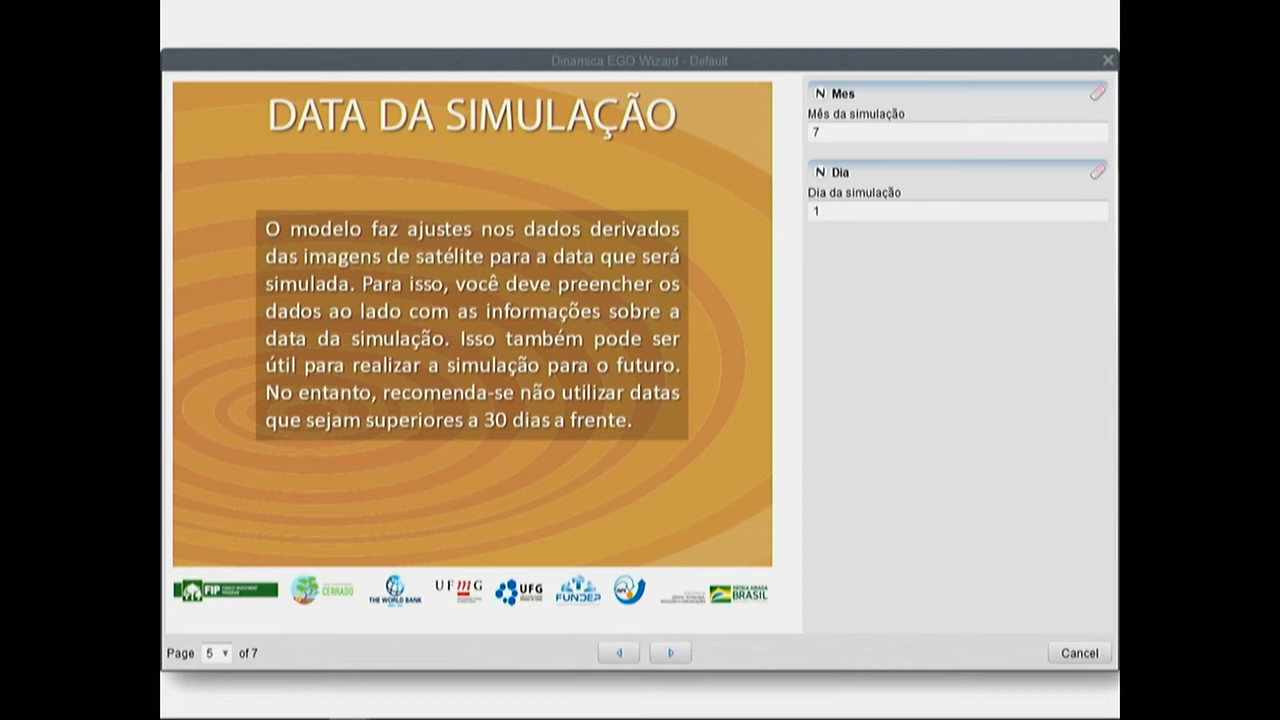 Dinamica EGO Wizard - Default
DATA DA SIMULAÇÃO
O modelo faz ajustes nos dados derivados
das imagens de satélite para a data que será
simulada. Para isso, você deve preencher os
dados ao lado com as informações sobre a
data da simulação. Isso também pode ser
útil para realizar a simulação para o futuro.
No entanto, recomenda-se não utilizar datas
que sejam superiores a 30 dias a frente.
N Mes
Mês da simulação
7
N Dia
Dia da simulação
1
FIP
CERRADO
THE WORLD BANK
UFMG
UFG
FUNDEP
PÁTRIA AMADA
BRASIL
Page 5 of 7
Cancel